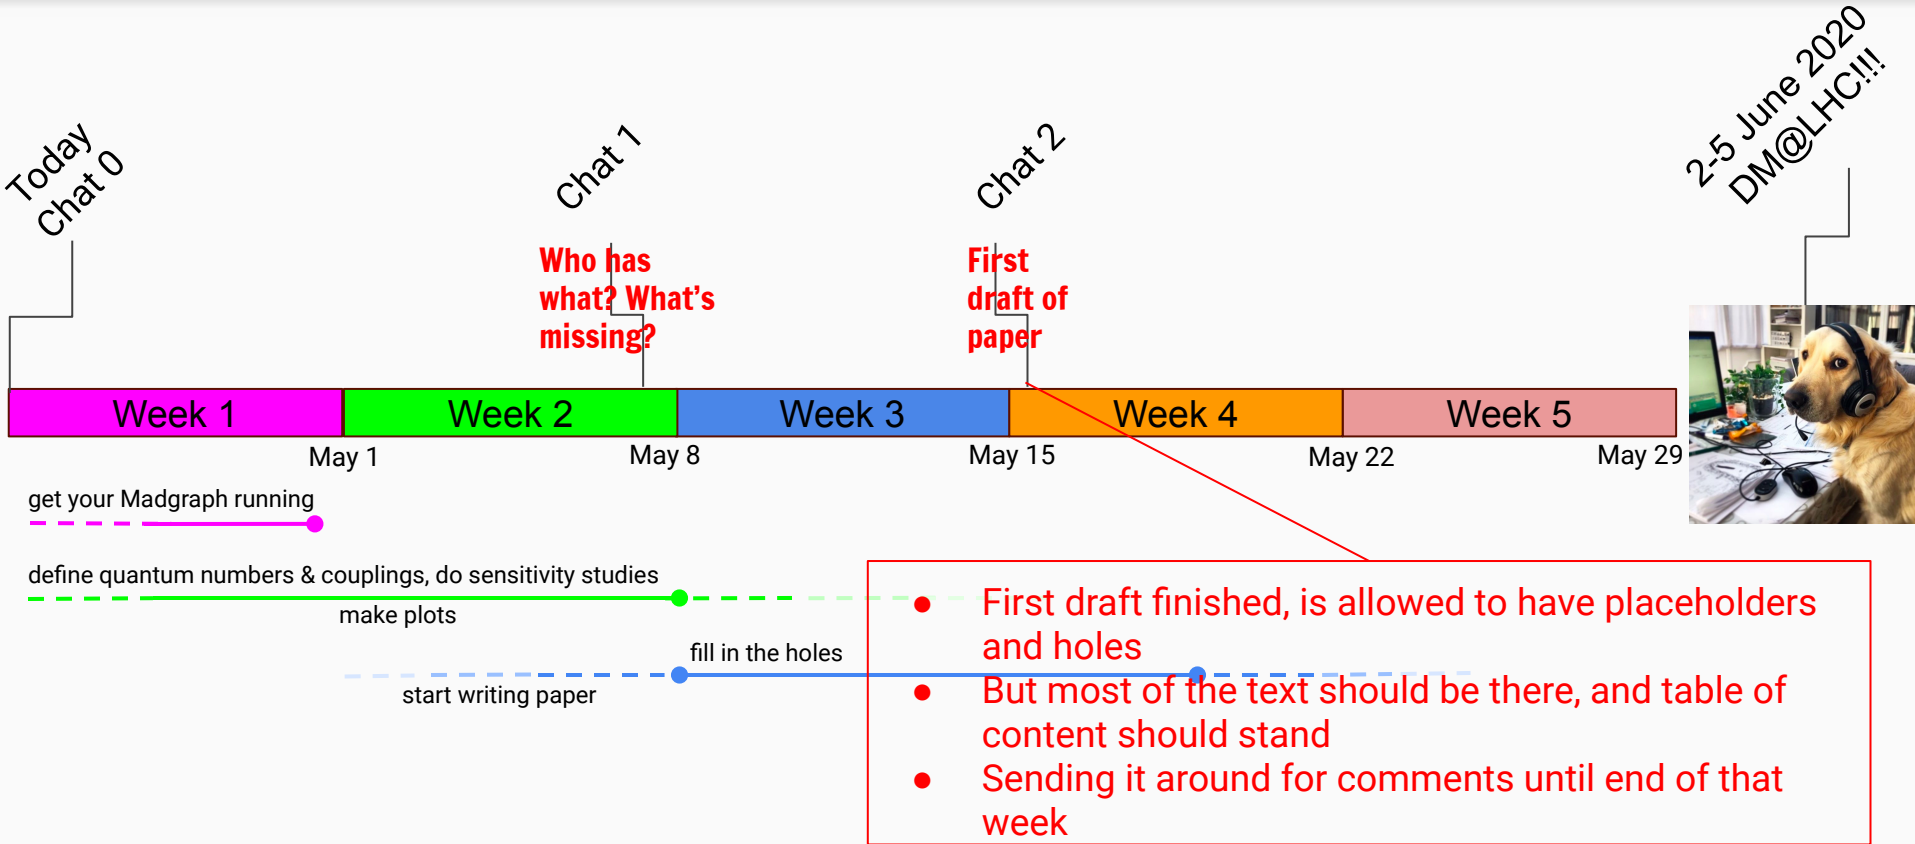 2-5 June 2020
DM@LHC!!!
Today
Chat 0
Chat 1
Chat 2
Who has
what? What’s
missing?
First
draft of
paper
Week 1
Week 2
Week 3
Week 4
Week 5
May 1
May 8
May 15
May 22
May 29
get your Madgraph running
define quantum numbers & couplings, do sensitivity studies
make plots
fill in the holes
start writing paper
● First draft finished, is allowed to have placeholders
and holes
● But most of the text should be there, and table of
content should stand
● Sending it around for comments until end of that
week